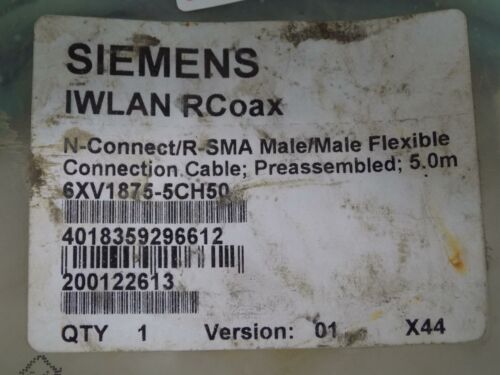 SIEMENS
IWLAN RCoax
N-Connect/R-SMA Male/Male Flexible
Connection Cable; Preassembled; 5.0m
6XV1875-5CH50
4018359296612
200122613
QTY 1 Version: 01 X44